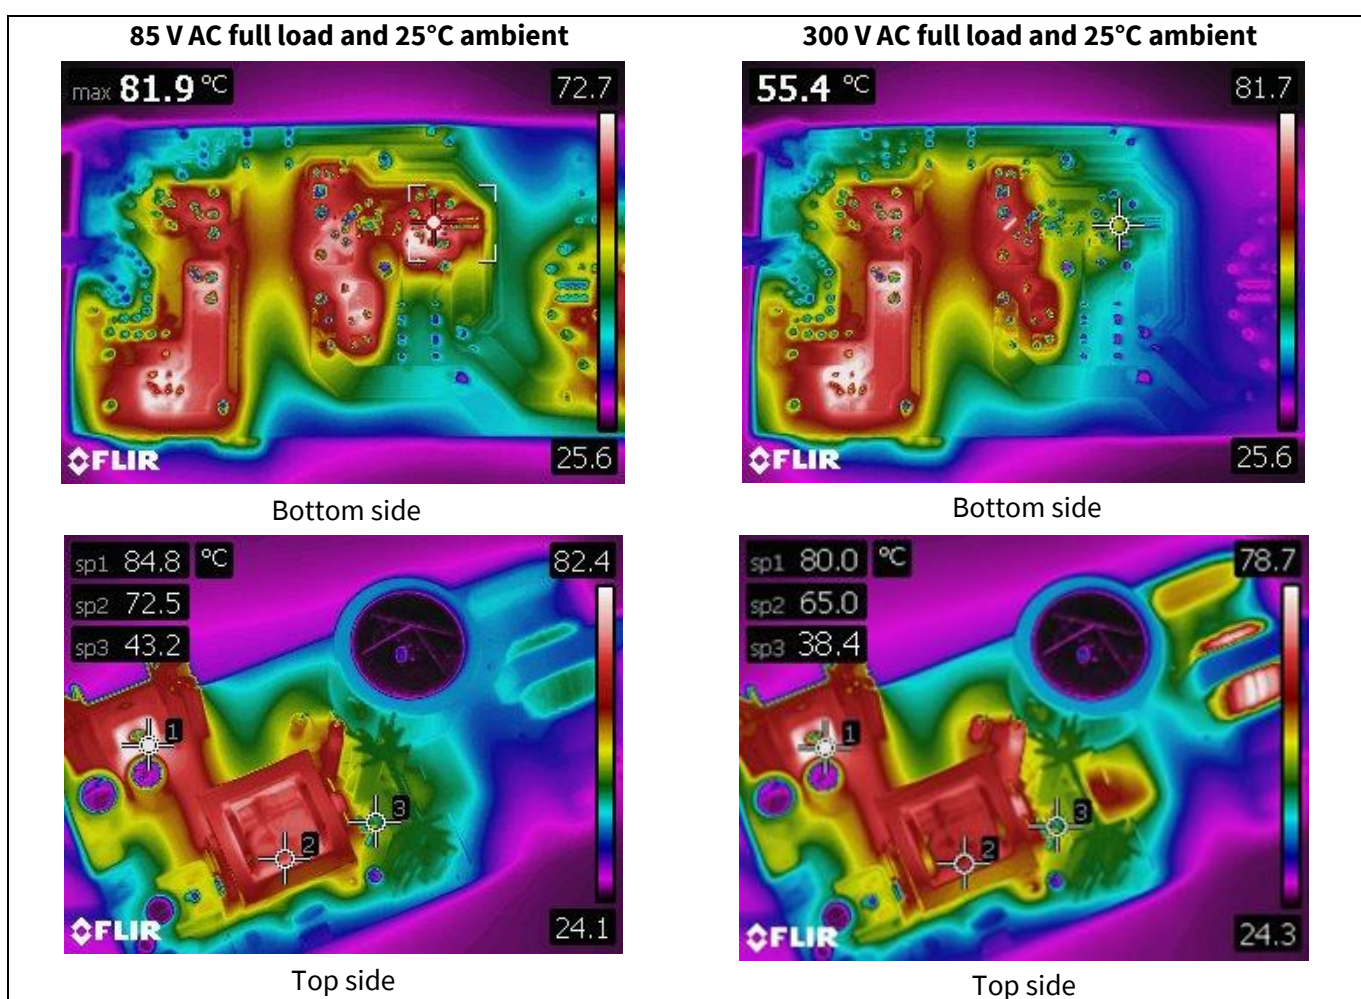 85 V AC full load and 25°C ambient
300 V AC full load and 25°C ambient
max 81.9 °C
72.7
25.6
FLIR
55.4 °C
81.7
25.6
FLIR
Bottom side
Bottom side
sp1 84.8 °C
sp2 72.5
sp3 43.2
82.4
1
2
3
24.1
FLIR
sp1 80.0 °C
sp2 65.0
sp3 38.4
78.7
1
2
3
24.3
FLIR
Top side
Top side